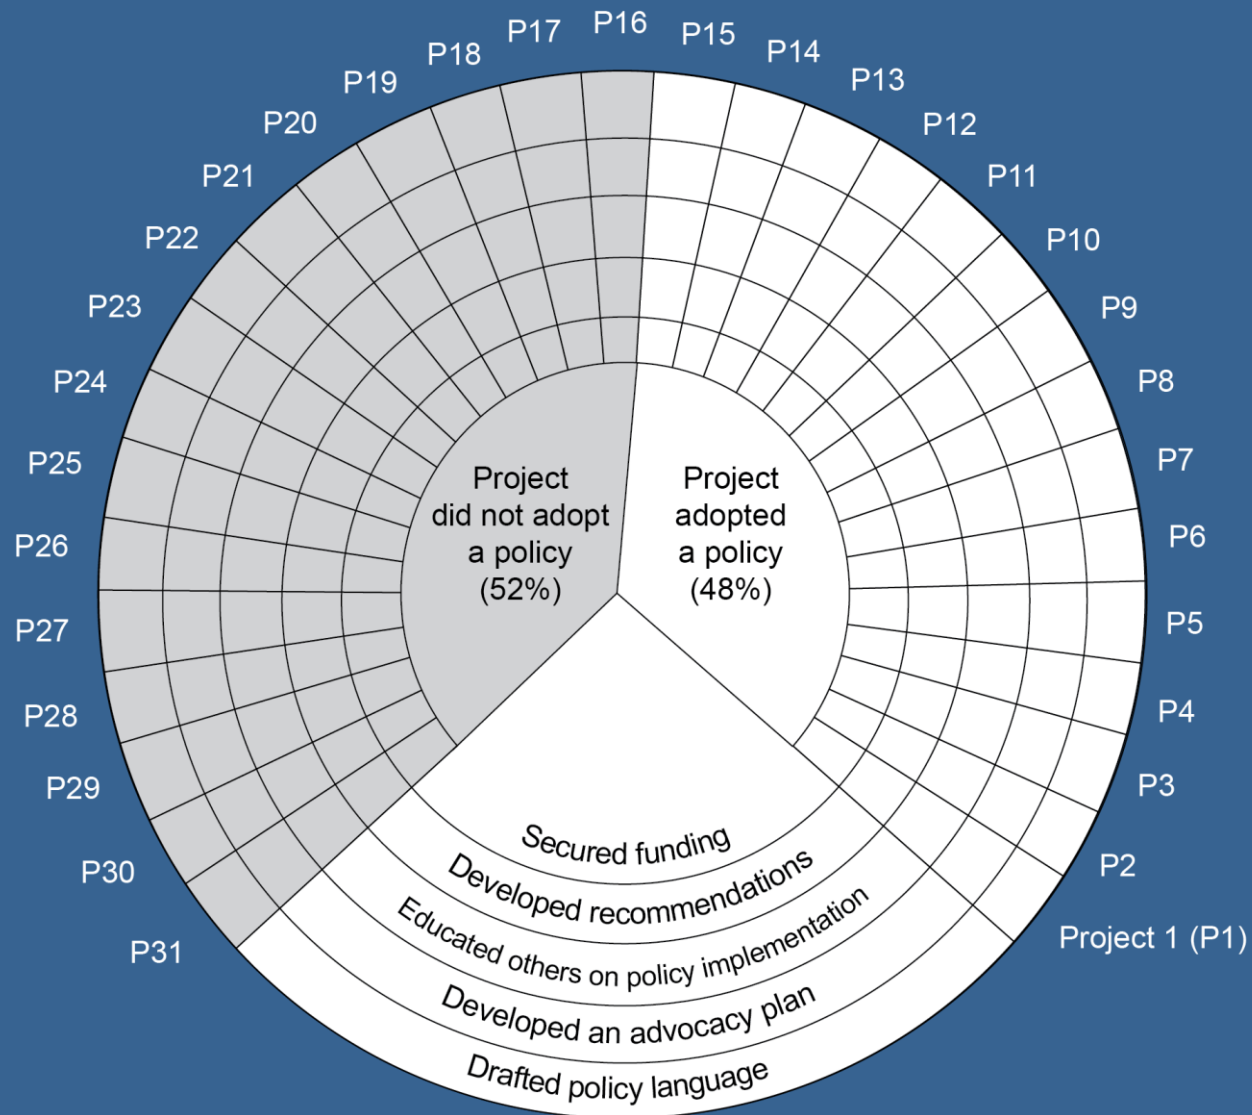 P16
P17
P15
P18
P14
P19
P13
P20
P12
P21
P11
P22
P10
P23
P9
P24
P8
P25
P7
P26
P6
P27
P5
P28
P4
P29
P3
P30
P2
P31
Project 1 (P1)
Project
did not adopt
a policy
(52%)
Project
adopted
a policy
(48%)
Secured funding
Developed recommendations
Educated others on policy implementation
Developed an advocacy plan
Drafted policy language